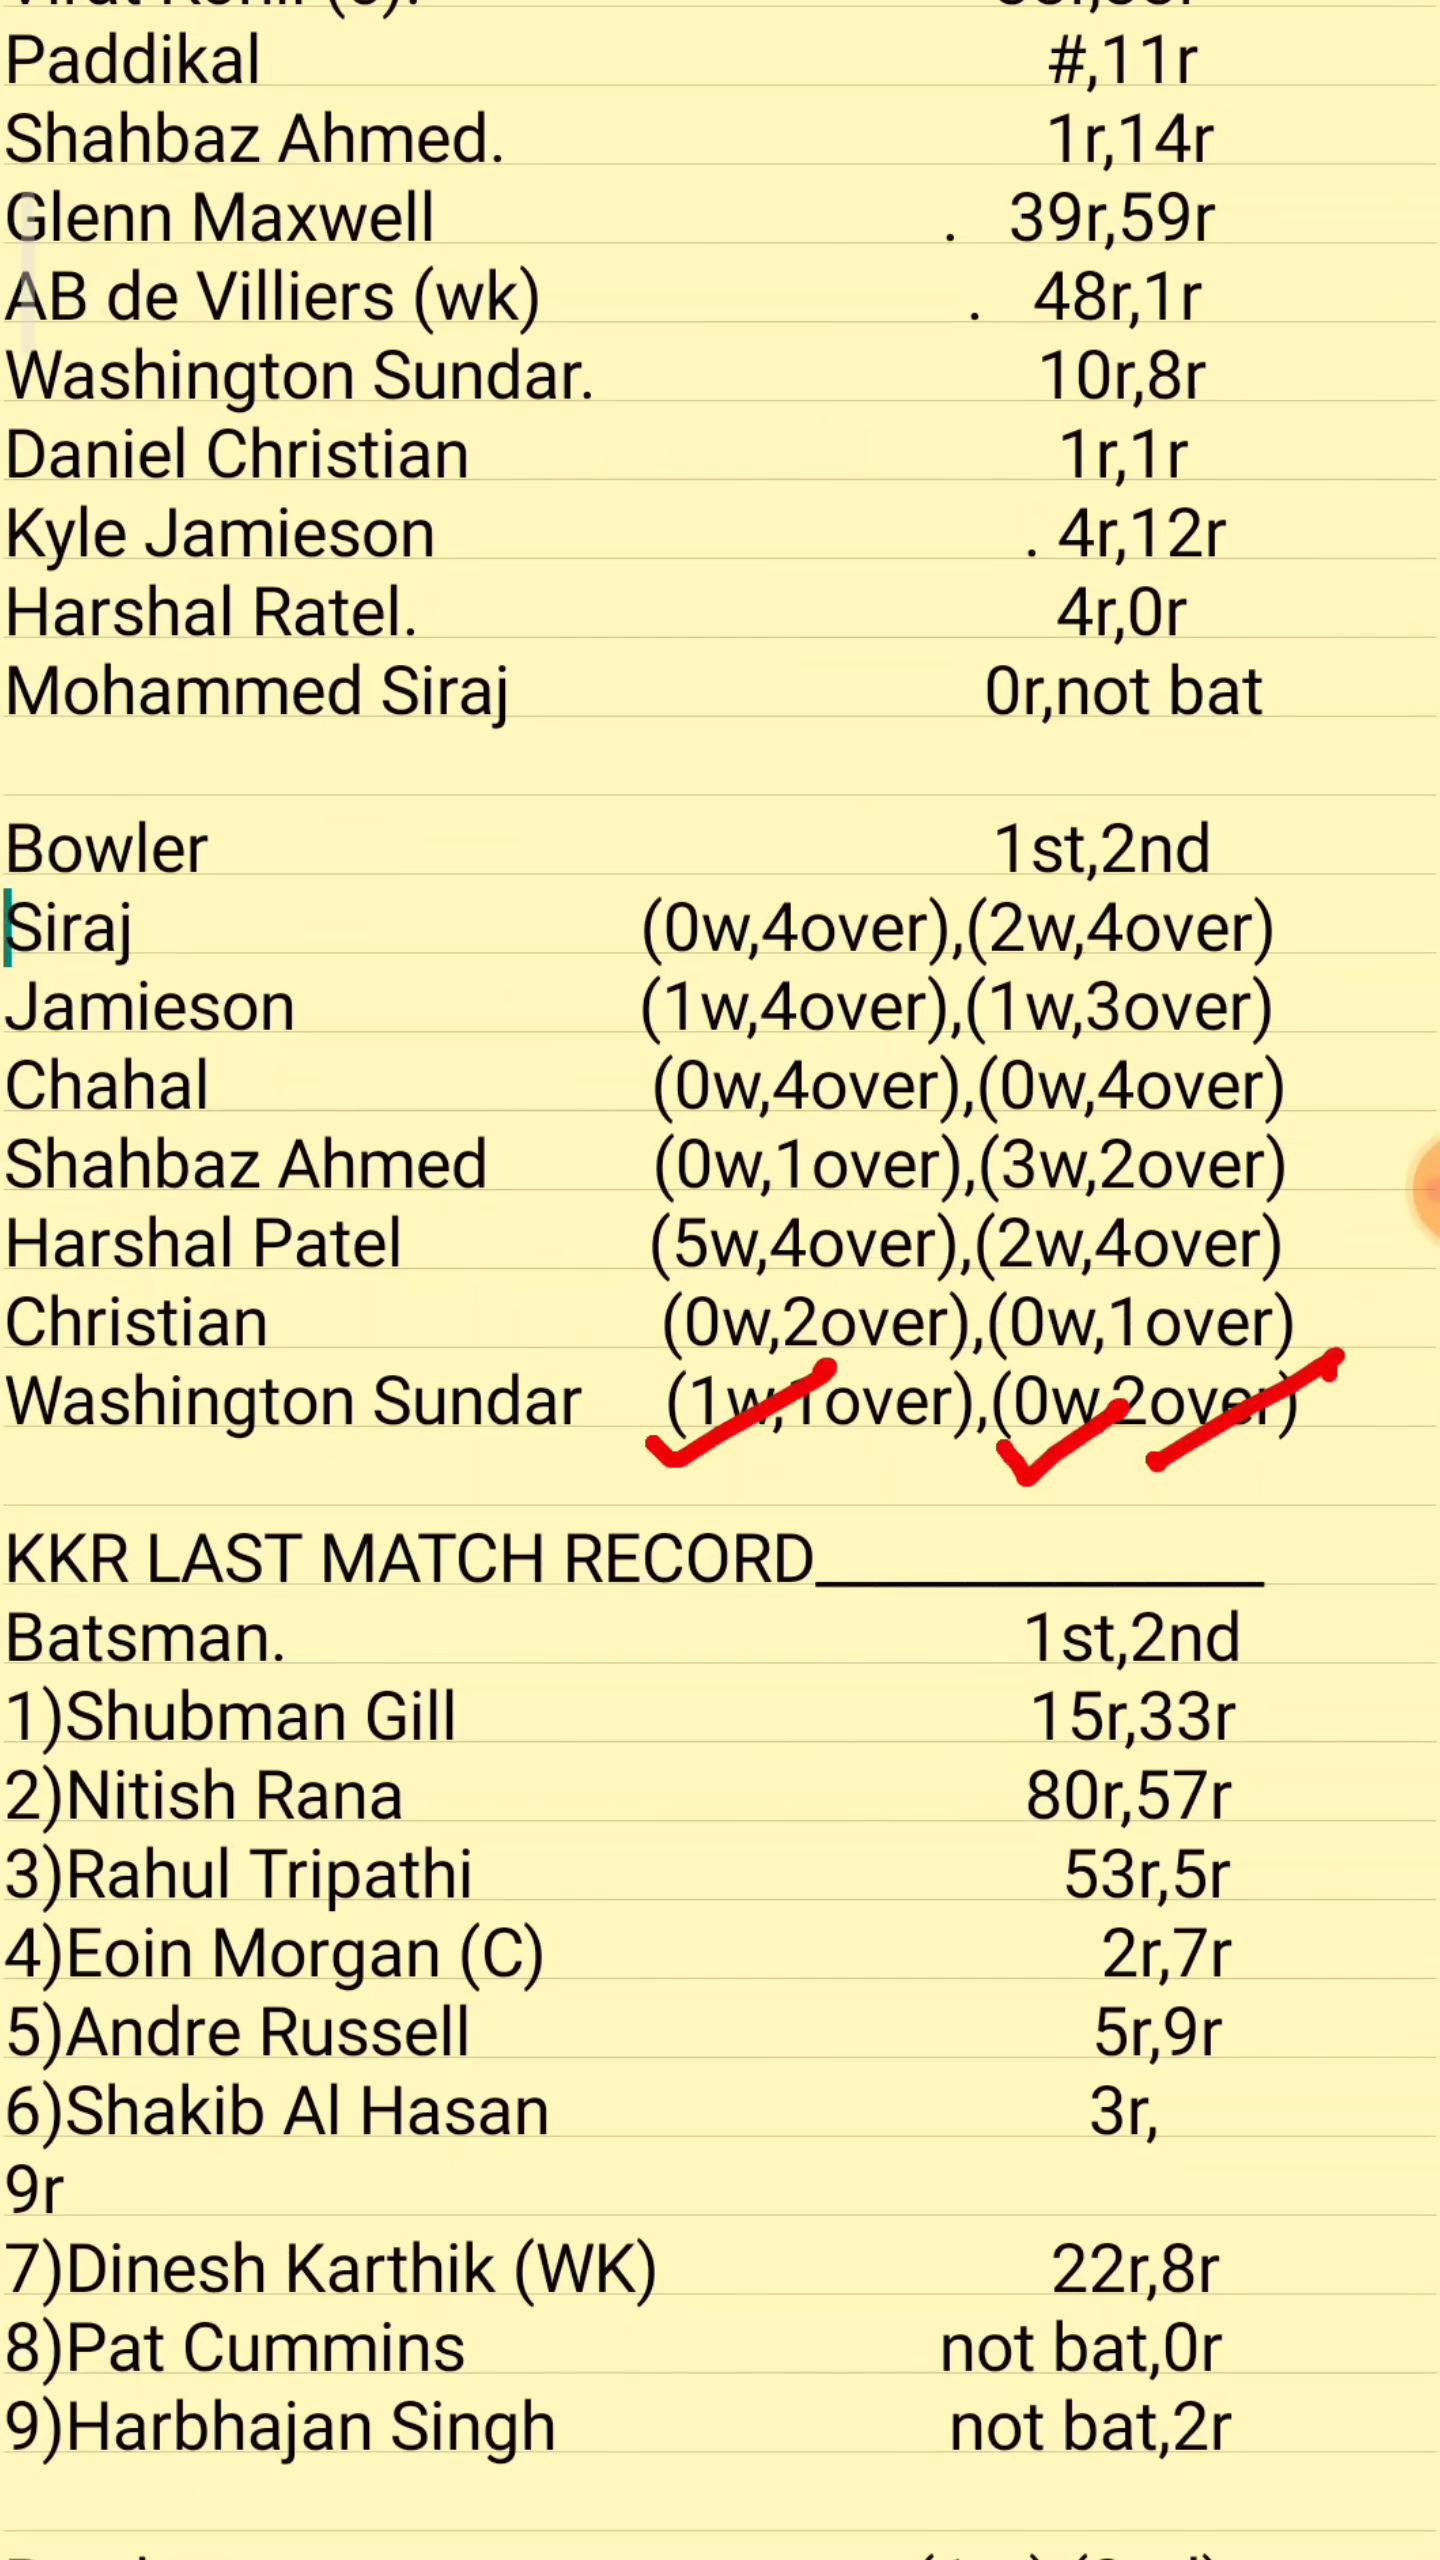 Paddikal #,11r
Shahbaz Ahmed. 1r,14r
Glenn Maxwell . 39r,59r
AB de Villiers (wk) . 48r,1r
Washington Sundar. 10r,8r
Daniel Christian 1r,1r
Kyle Jamieson . 4r,12r
Harshal Ratel. 4r,0r
Mohammed Siraj 0r,not bat
Bowler 1st,2nd
Siraj (0w,4over),(2w,4over)
Jamieson (1w,4over),(1w,3over)
Chahal (0w,4over),(0w,4over)
Shahbaz Ahmed (0w,1over),(3w,2over)
Harshal Patel (5w,4over),(2w,4over)
Christian (0w,2over),(0w,1over)
Washington Sundar (1w,1over),(0w,2over)
KKR LAST MATCH RECORD______________
Batsman. 1st,2nd
1)Shubman Gill 15r,33r
2)Nitish Rana 80r,57r
3)Rahul Tripathi 53r,5r
4)Eoin Morgan (C) 2r,7r
5)Andre Russell 5r,9r
6)Shakib Al Hasan 3r,
9r
7)Dinesh Karthik (WK) 22r,8r
8)Pat Cummins not bat,0r
9)Harbhajan Singh not bat,2r